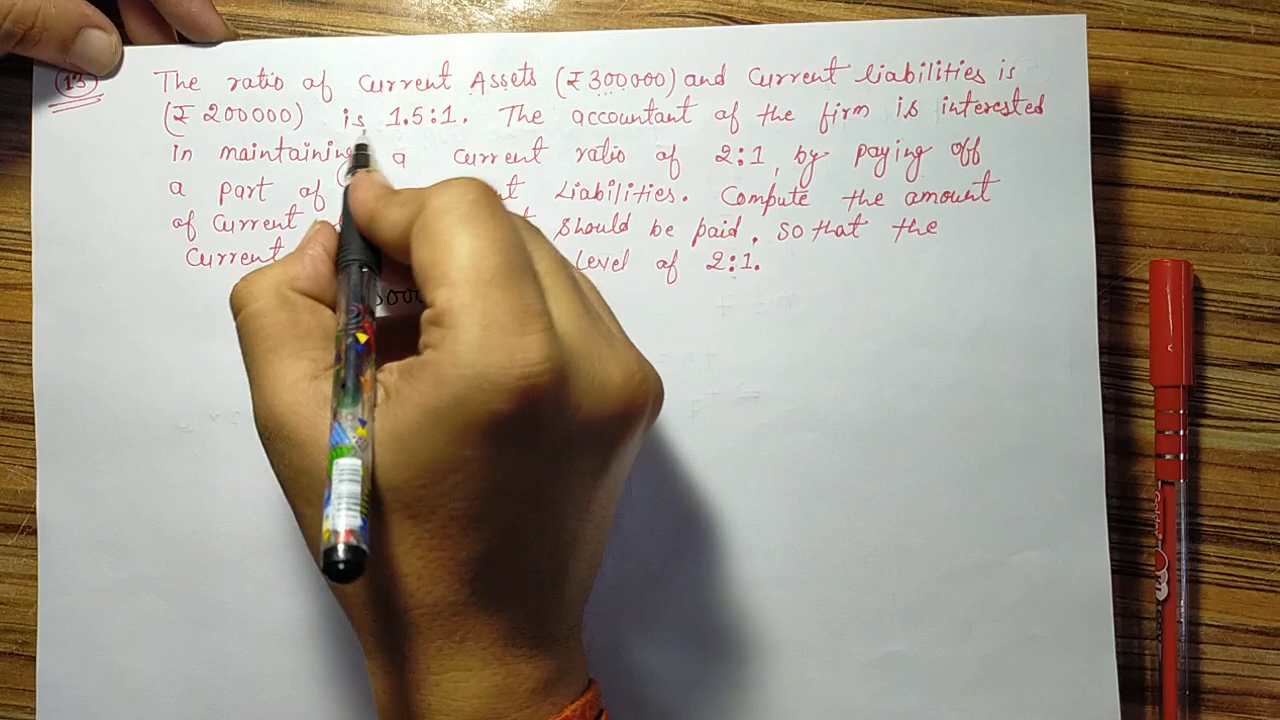 13 The ratio of Current Assets (₹300000) and Current liabilities is
(₹ 200000) is 1.5:1. The accountant of the firm is interested
in maintaining a Current ratio of 2:1, by paying off
a part of Liabilities. Compute the amount
of Current should be paid, so that the
Current level of 2:1.